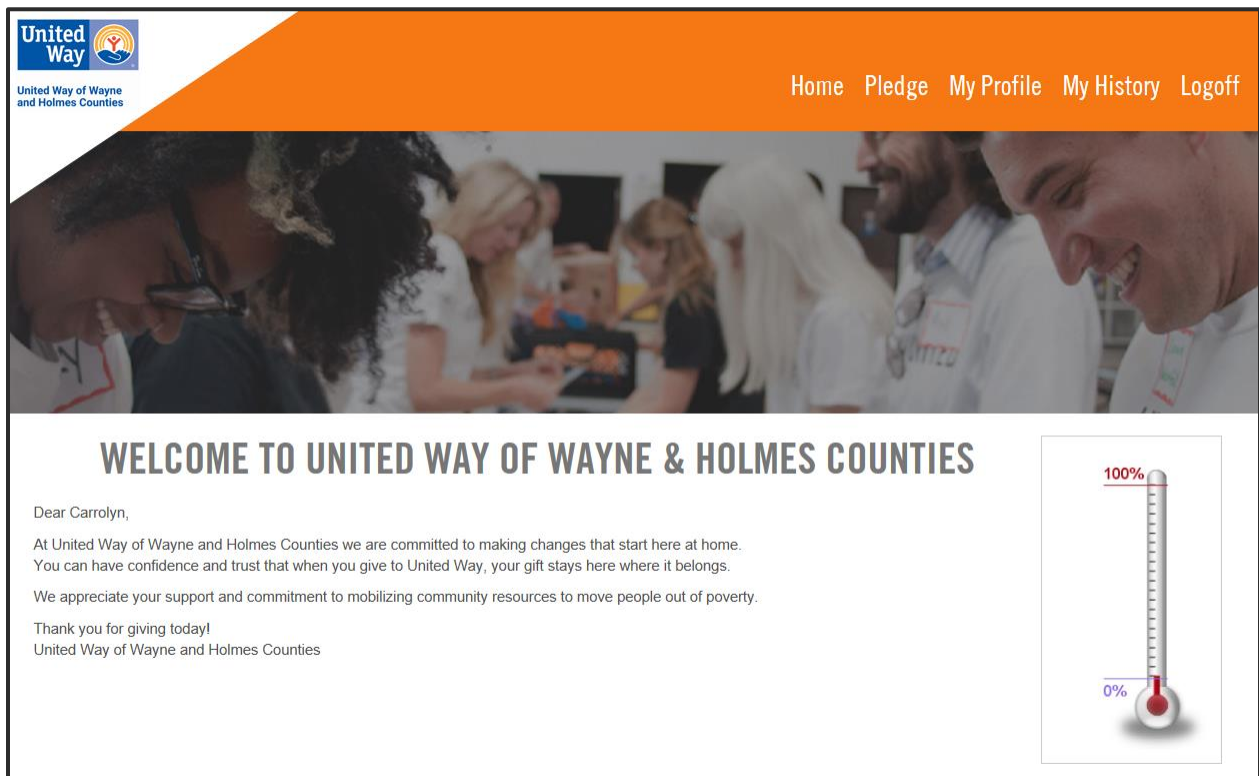 United
Way
United Way of Wayne
and Holmes Counties
Home Pledge My Profile My History Logoff
WELCOME TO UNITED WAY OF WAYNE & HOLMES COUNTIES
Dear Carrolyn,
At United Way of Wayne and Holmes Counties we are committed to making changes that start here at home.
You can have confidence and trust that when you give to United Way, your gift stays here where it belongs.
We appreciate your support and commitment to mobilizing community resources to move people out of poverty.
Thank you for giving today!
United Way of Wayne and Holmes Counties
100%
0%